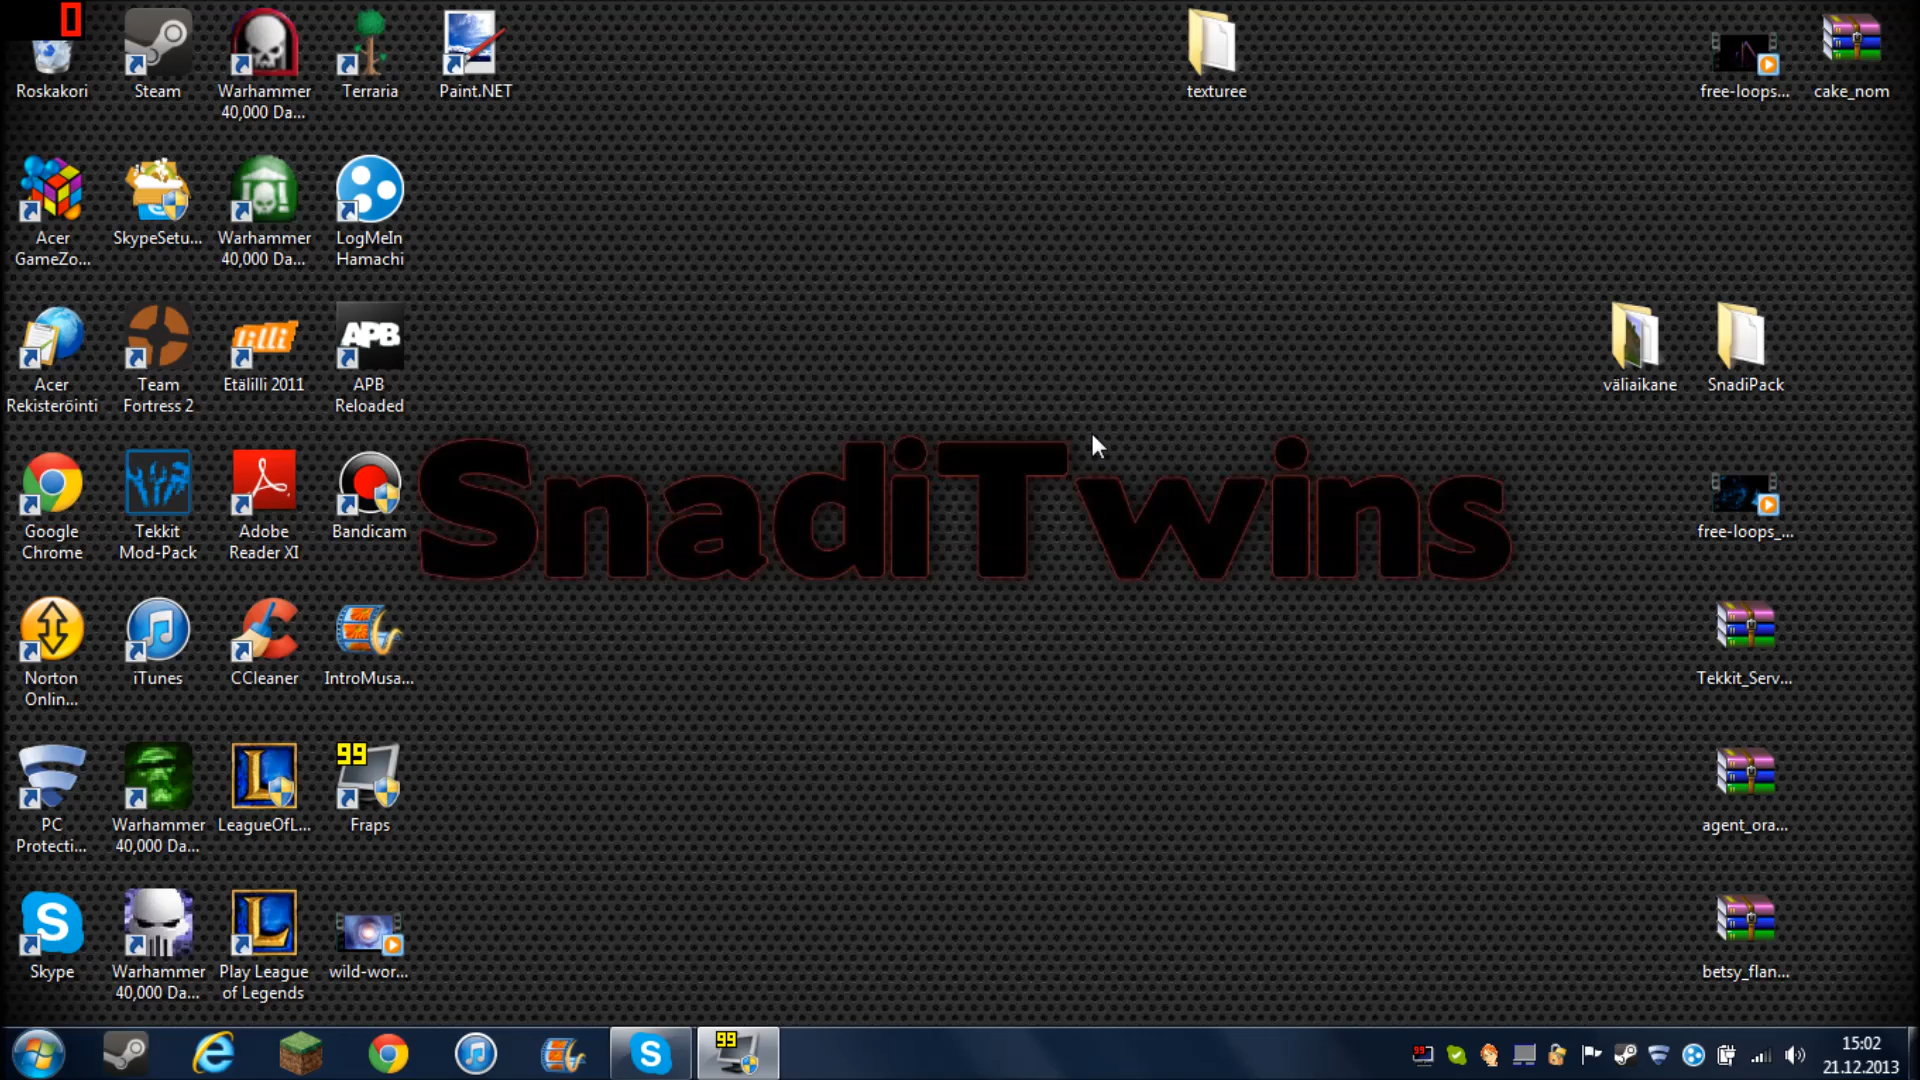 0
Roskakori
Steam
Warhammer
40,000 Da...
Terraria
Paint.NET
texturee
free-loops...
cake_nom
Acer
GameZo...
SkypeSetu...
Warhammer
40,000 Da...
LogMeIn
Hamachi
Acer
Rekisteröinti
Team
Fortress 2
lilli
Etälilli 2011
APB
APB
Reloaded
väliaikane
SnadiPack
SnadiTwins
Google
Chrome
Tekkit
Mod-Pack
Adobe
Reader XI
Bandicam
free-loops_...
Norton
Onlin...
iTunes
CCleaner
IntroMusa...
Tekkit_Serv...
PC
Protecti...
Warhammer
40,000 Da...
L
LeagueOfL...
99
Fraps
agent_ora...
S
Skype
Warhammer
40,000 Da...
L
Play League
of Legends
wild-wor...
betsy_flan...
S
99
99
15:02
21.12.2013